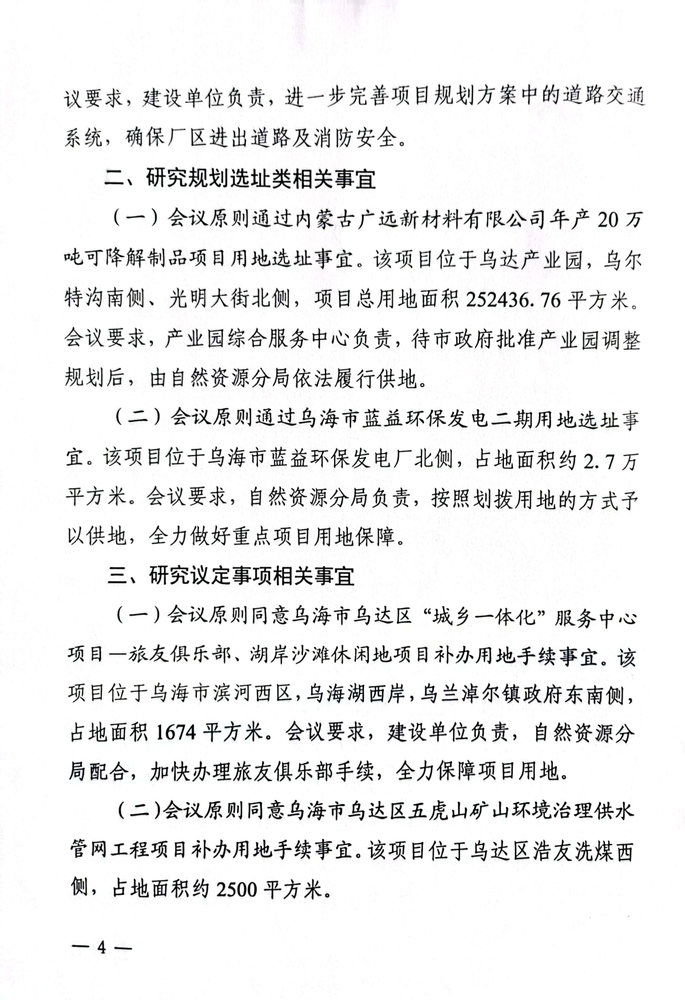 议要求，建设单位负责，进一步完善项目规划方案中的道路交通
系统，确保厂区进出道路及消防安全。
二、研究规划选址类相关事宜
（一）会议原则通过内蒙古广远新材料有限公司年产 20 万
吨可降解制品项目用地选址事宜。该项目位于乌达产业园，乌尔
特沟南侧、光明大街北侧，项目总用地面积 252436.76 平方米。
会议要求，产业园综合服务中心负责，待市政府批准产业园调整
规划后，由自然资源分局依法履行供地。
（二）会议原则通过乌海市蓝益环保发电二期用地选址事
宜。该项目位于乌海市蓝益环保发电厂北侧，占地面积约 2.7 万
平方米。会议要求，自然资源分局负责，按照划拨用地的方式予
以供地，全力做好重点项目用地保障。
三、研究议定事项相关事宜
（一）会议原则同意乌海市乌达区“城乡一体化”服务中心
项目—旅友俱乐部、湖岸沙滩休闲地项目补办用地手续事宜。该
项目位于乌海市滨河西区，乌海湖西岸，乌兰淖尔镇政府东南侧，
占地面积 1674 平方米。会议要求，建设单位负责，自然资源分
局配合，加快办理旅友俱乐部手续，全力保障项目用地。
（二)会议原则同意乌海市乌达区五虎山矿山环境治理供水
管网工程项目补办用地手续事宜。该项目位于乌达区浩友洗煤西
侧，占地面积约 2500 平方米。
— 4 —